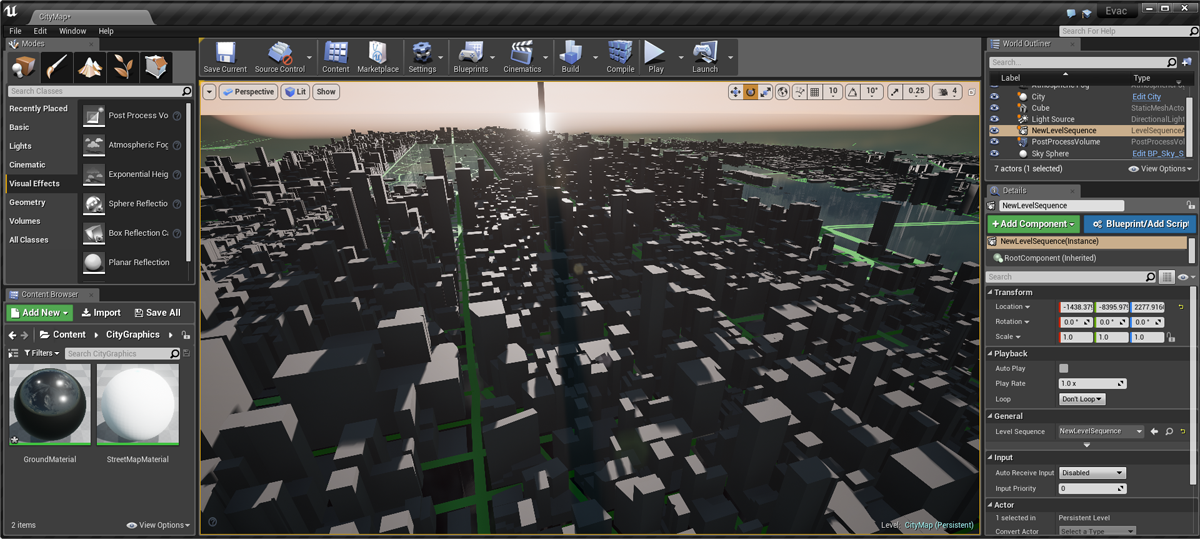 CityMap*
Evac
File Edit Window Help
Search For Help
Modes
Search Classes
Recently Placed
Basic
Lights
Cinematic
Visual Effects
Geometry
Volumes
All Classes
Post Process Vo
Atmospheric Fog
Exponential Heig
Sphere Reflectio
Box Reflection Ca
Planar Reflection
Content Browser
Add New Import Save All
Content CityGraphics
Filters Search CityGraphics
GroundMaterial StreetMapMaterial
2 items View Options
Save Current Source Control Content Marketplace Settings Blueprints Cinematics Build Compile Play Launch
Perspective Lit Show
10 10° 0.25 4
Level: CityMap (Persistent)
World Outliner
Search...
Label Type
Atmospheric Fog
City Edit City
Cube StaticMeshActo
Light Source DirectionalLight
NewLevelSequence LevelSequenceA
PostProcessVolume PostProcessVol
Sky Sphere Edit BP_Sky_S
7 actors (1 selected) View Options
Details
NewLevelSequence
+ Add Component Blueprint/Add Script
NewLevelSequence(Instance)
RootComponent (Inherited)
Search
Transform
Location -1438.375 -8395.975 2277.916
Rotation 0.0 ° 0.0 ° 0.0 °
Scale 1.0 1.0 1.0
Playback
Auto Play
Play Rate 1.0 x
Loop Don't Loop
General
Level Sequence NewLevelSequence
Input
Auto Receive Input Disabled
Input Priority 0
Actor
1 selected in Persistent Level
Convert Actor Select a Type